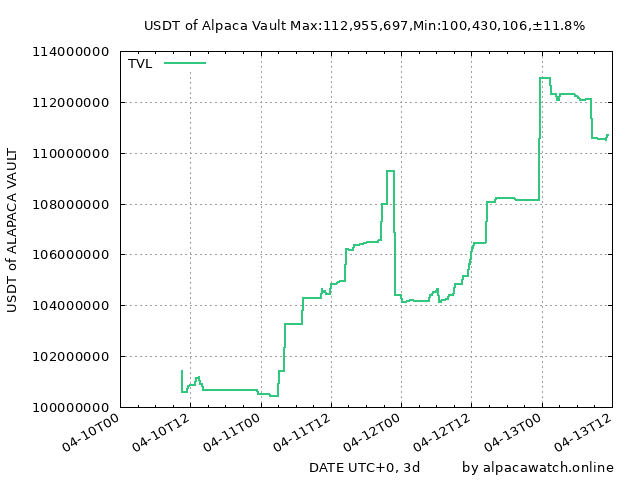 USDT of Alpaca Vault Max:112,955,697,Min:100,430,106,±11.8%
TVL
114000000
112000000
110000000
108000000
106000000
104000000
102000000
100000000
USDT of ALAPACA VAULT
04-10T00
04-10T12
04-11T00
04-11T12
04-12T00
04-12T12
04-13T00
04-13T12
DATE UTC+0, 3d
by alpacawatch.online